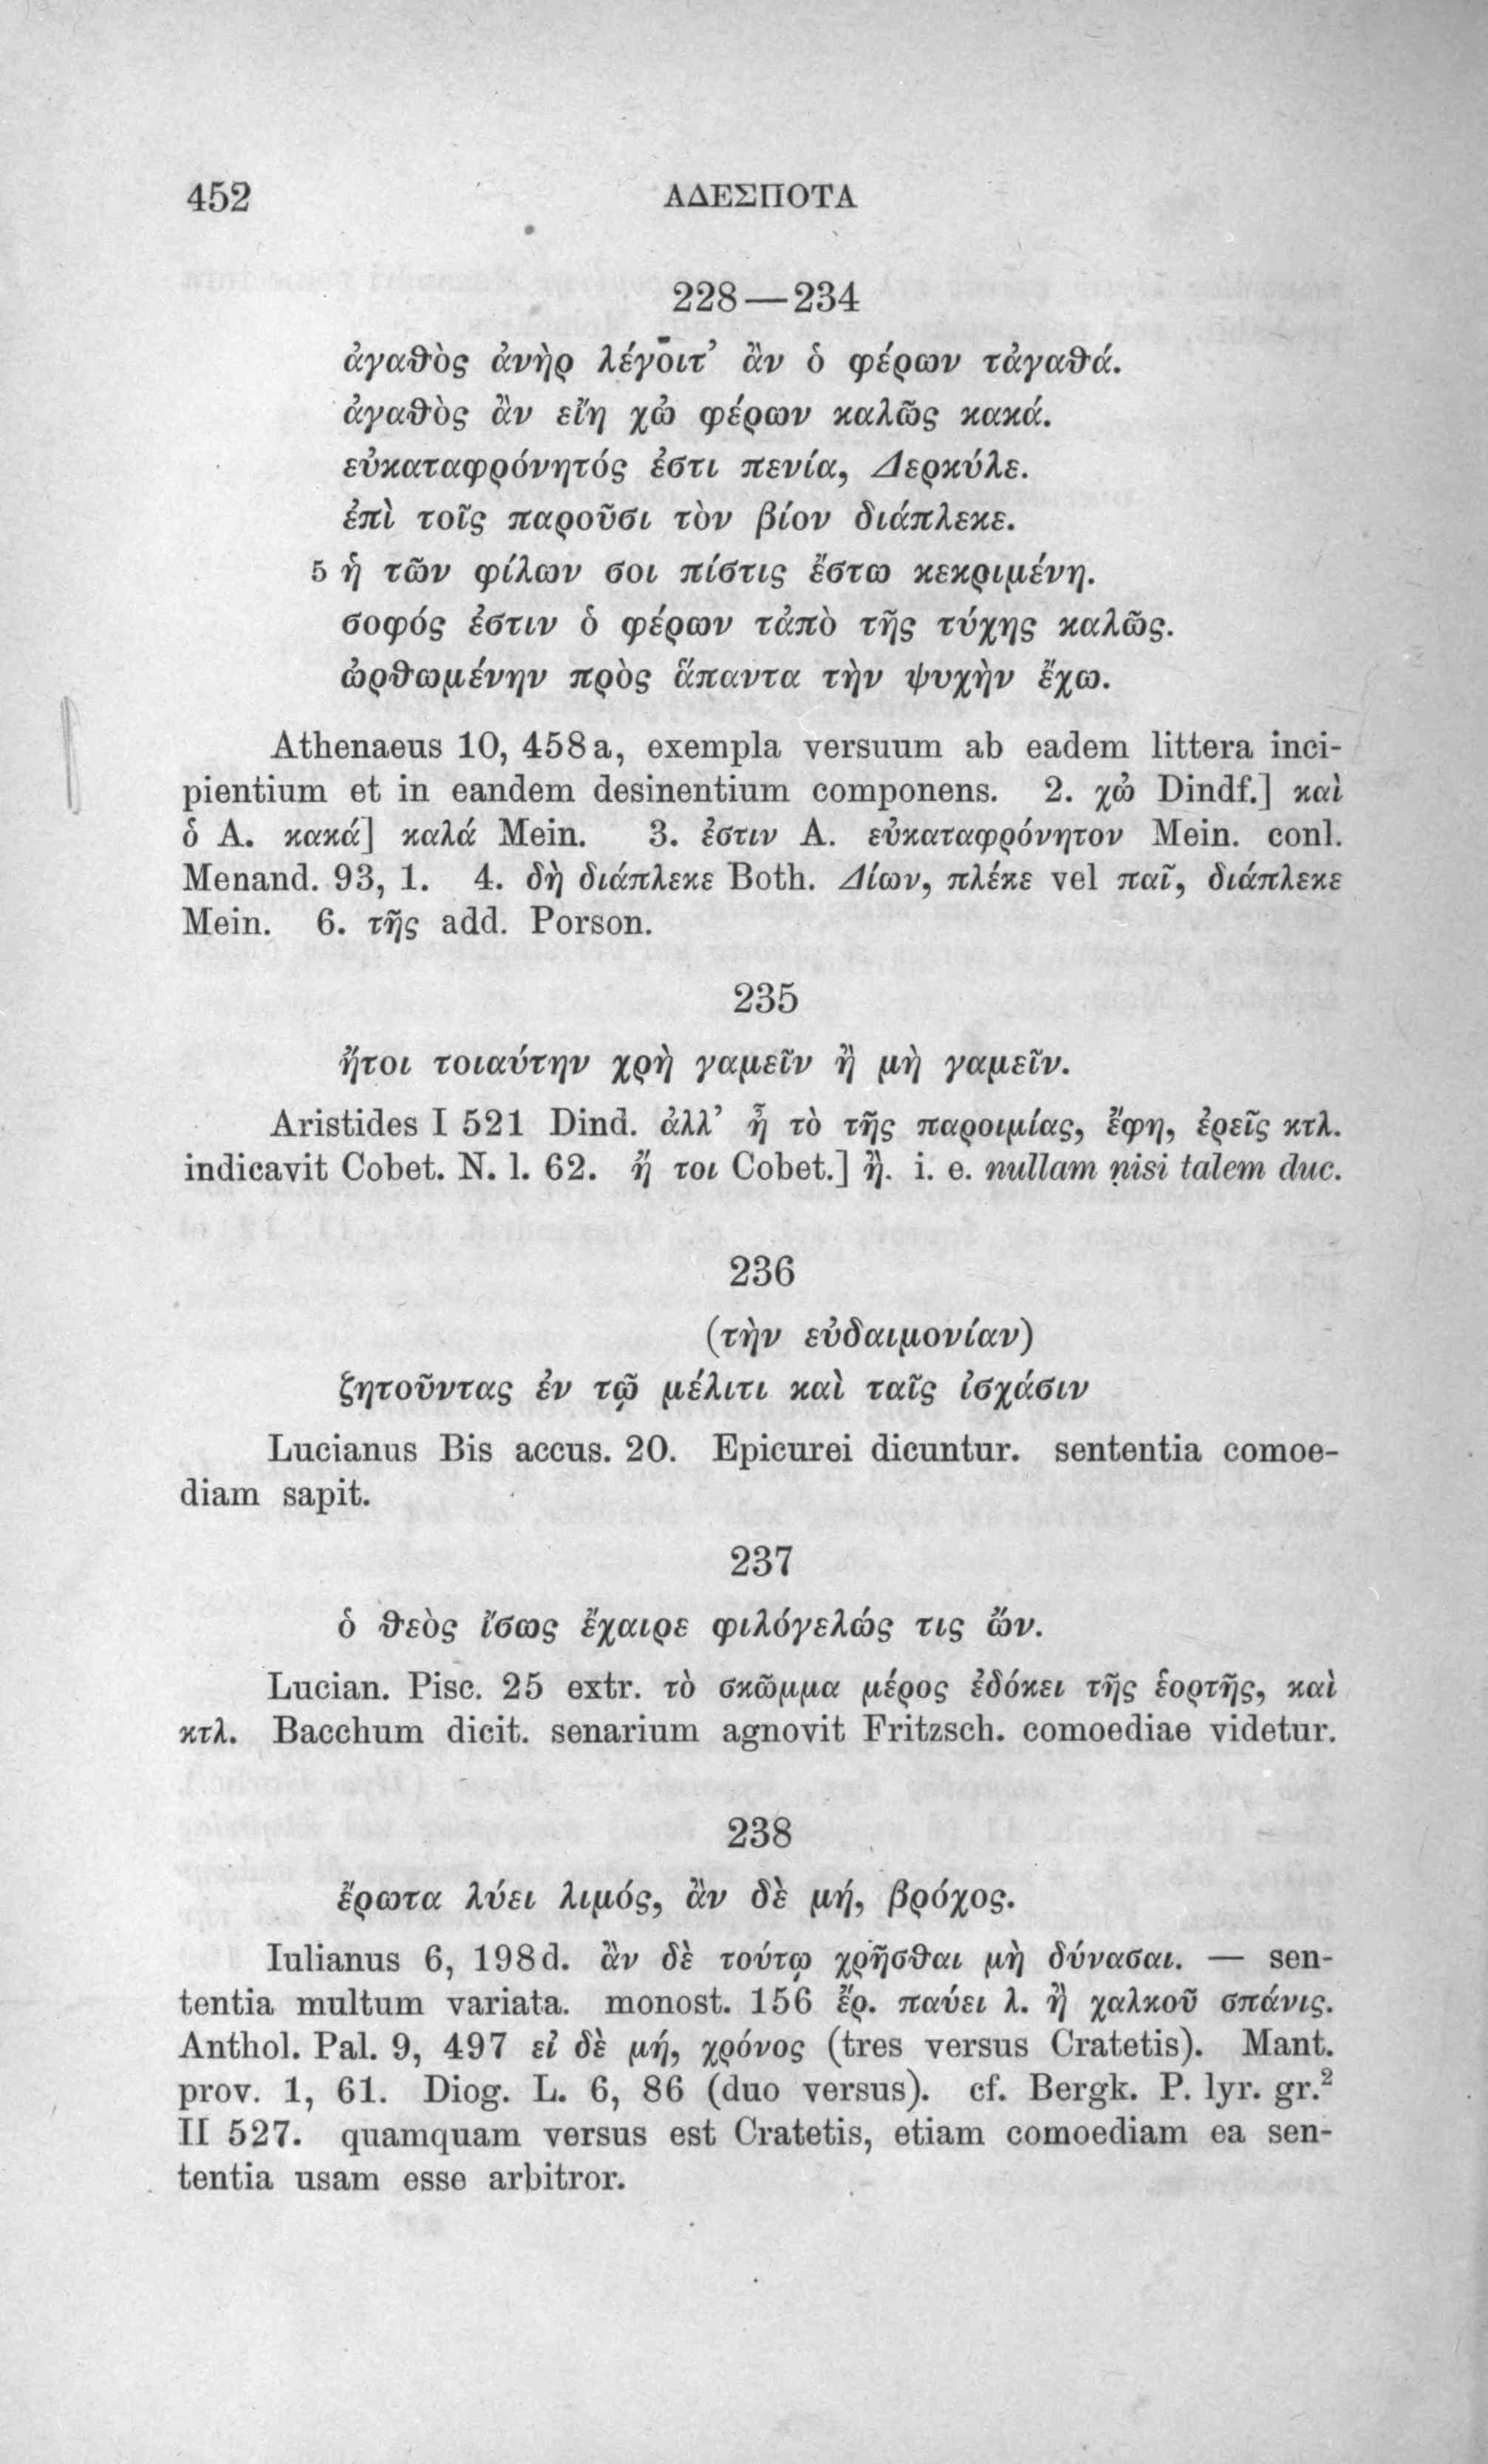 452 ΑΔΕΣΠΟΤΑ
228—234
ἀγαθὸς ἀνὴρ λέγοιτ’ ἂν ὁ φέρων τἀγαθά.
ἀγαθὸς ἂν εἴη χὠ φέρων καλῶς κακά.
εὐκαταφρόνητός ἐστι πενία, Δερκύλε.
ἐπὶ τοῖς παροῦσι τὸν βίον διάπλεκε.
5 ἡ τῶν φίλων σοι πίστις ἔστω κεκριμένη.
σοφός ἐστιν ὁ φέρων τἀπὸ τῆς τύχης καλῶς.
ὠρθωμένην πρὸς ἅπαντα τὴν ψυχὴν ἔχω.
Athenaeus 10, 458 a, exempla versuum ab eadem littera inci-
pientium et in eandem desinentium componens. 2. χὠ Dindf.] καὶ
ὁ A. κακά] καλά Mein. 3. ἐστιν A. εὐκαταφρόνητον Mein. conl.
Menand. 93, 1. 4. δὴ διάπλεκε Both. Δίων, πλέκε vel παῖ, διάπλεκε
Mein. 6. τῆς add. Porson.
235
ἤτοι τοιαύτην χρὴ γαμεῖν ἢ μὴ γαμεῖν.
Aristides I 521 Dind. ἀλλ’ ἦ τὸ τῆς παροιμίας, ἔφη, ἐρεῖς κτλ.
indicavit Cobet. N. l. 62. ἤ τοι Cobet.] ἢ. i. e. nullam nisi talem duc.
236
(τὴν εὐδαιμονίαν)
ζητοῦντας ἐν τῷ μέλιτι καὶ ταῖς ἰσχάσιν
Lucianus Bis accus. 20. Epicurei dicuntur. sententia comoe-
diam sapit.
237
ὁ θεὸς ἴσως ἔχαιρε φιλόγελώς τις ὤν.
Lucian. Pisc. 25 extr. τὸ σκῶμμα μέρος ἐδόκει τῆς ἑορτῆς, καὶ
κτλ. Bacchum dicit. senarium agnovit Fritzsch. comoediae videtur.
238
ἔρωτα λύει λιμός, ἂν δὲ μή, βρόχος.
Iulianus 6, 198 d. ἂν δὲ τούτῳ χρῆσθαι μὴ δύνασαι. — sen-
tentia multum variata. monost. 156 ἔρ. παύει λ. ἢ χαλκοῦ σπάνις.
Anthol. Pal. 9, 497 εἰ δὲ μή, χρόνος (tres versus Cratetis). Mant.
prov. 1, 61. Diog. L. 6, 86 (duo versus). cf. Bergk. P. lyr. gr.²
II 527. quamquam versus est Cratetis, etiam comoediam ea sen-
tentia usam esse arbitror.